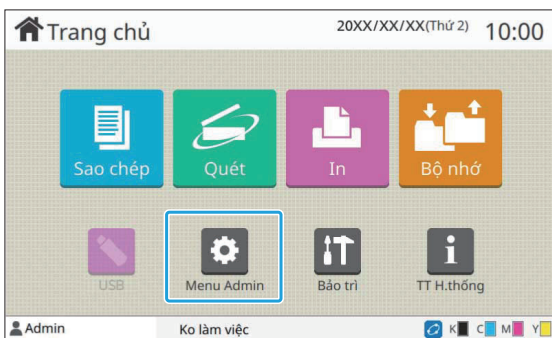 Trang chủ 20XX/XX/XX(Thứ 2) 10:00
Sao chép Quét In Bộ nhớ
USB Menu Admin Bảo trì TT H.thống
Admin Ko làm việc K C M Y